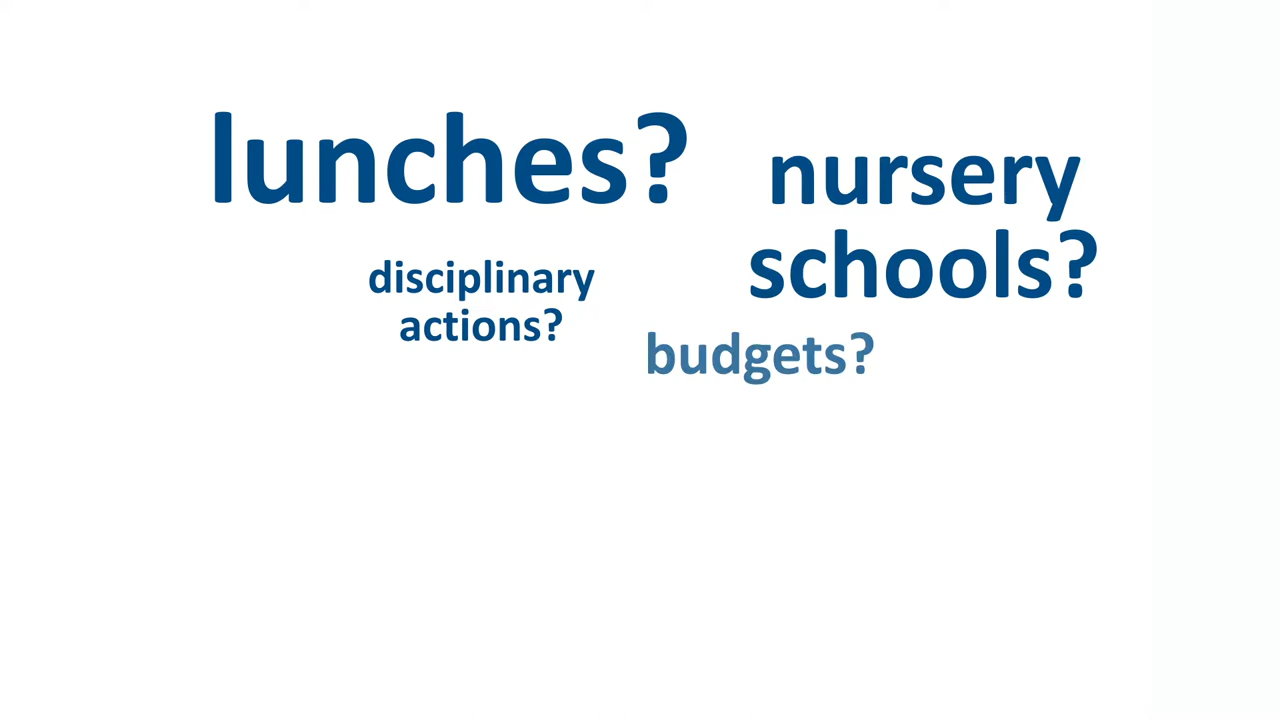 lunches?
nursery
schools?
disciplinary
actions?
budgets?